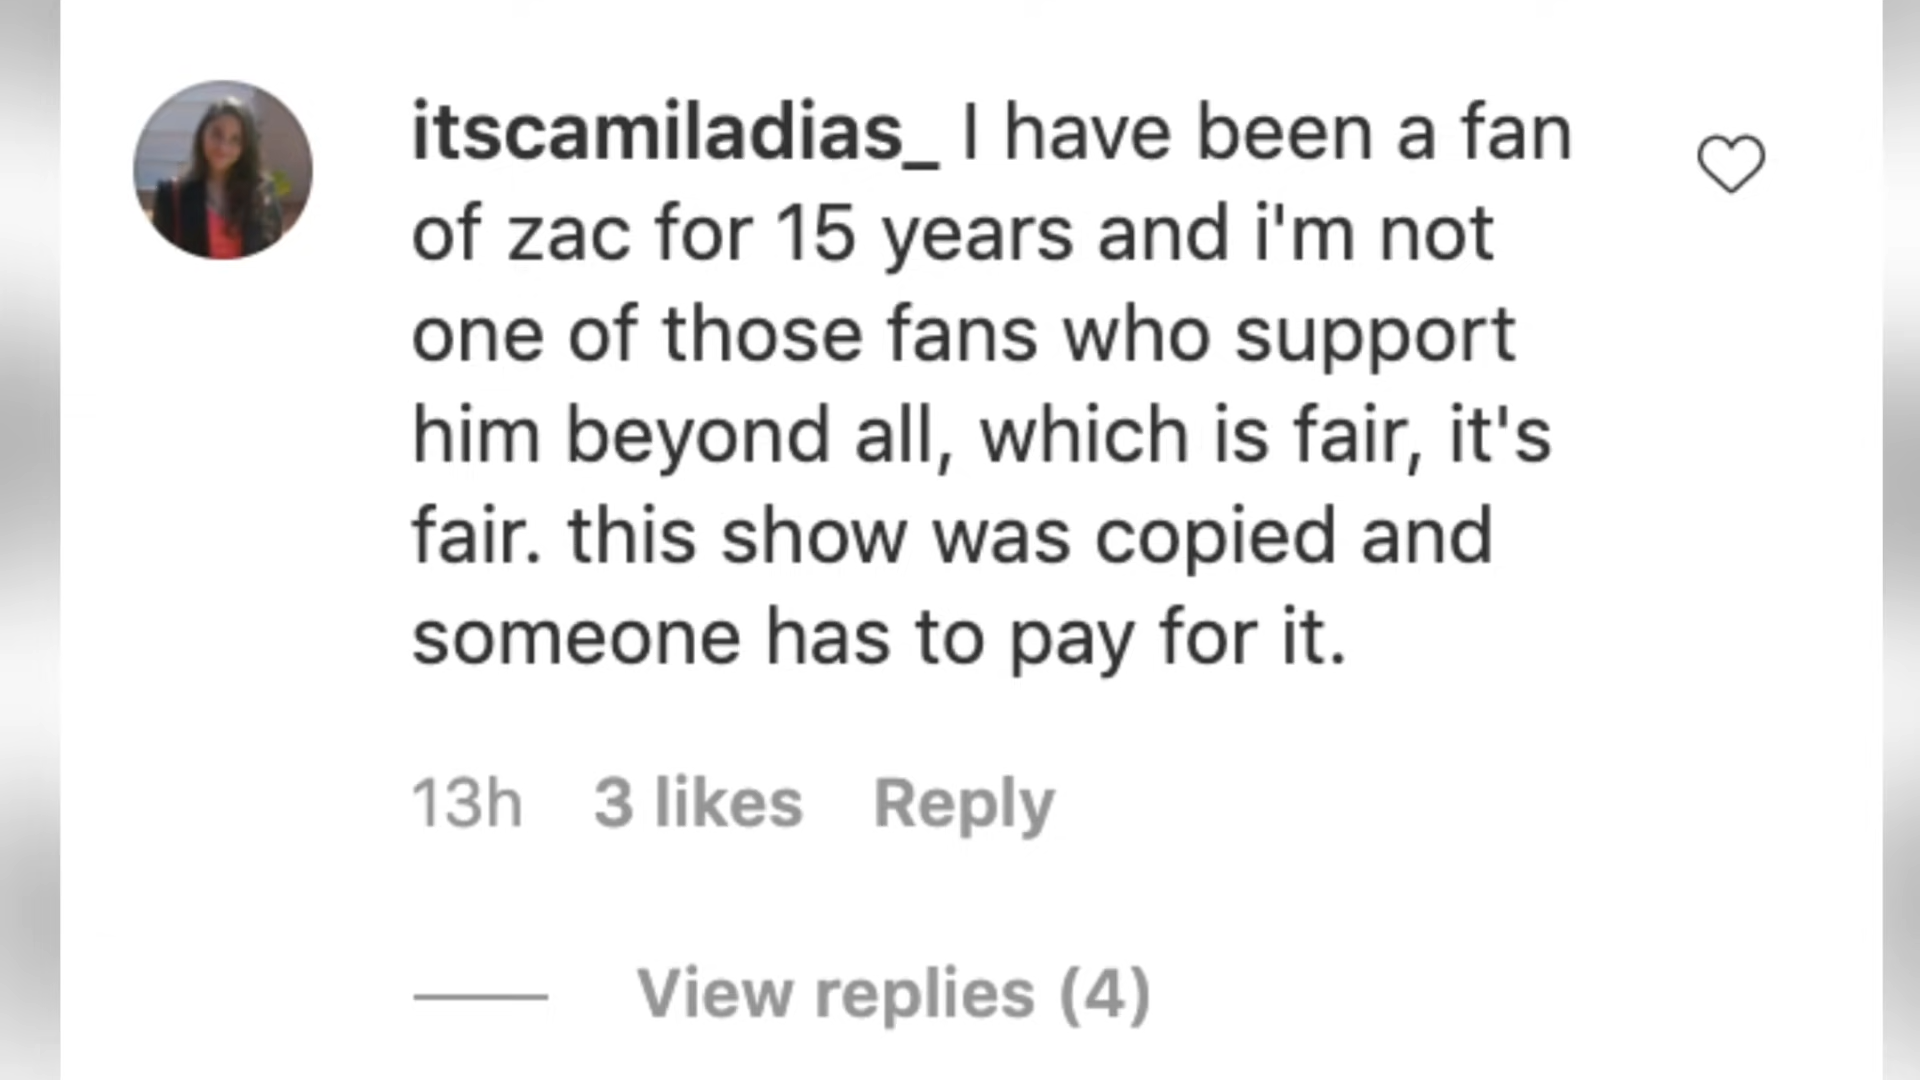 itscamiladias_ I have been a fan
of zac for 15 years and i'm not
one of those fans who support
him beyond all, which is fair, it's
fair. this show was copied and
someone has to pay for it.
13h 3 likes Reply
View replies (4)